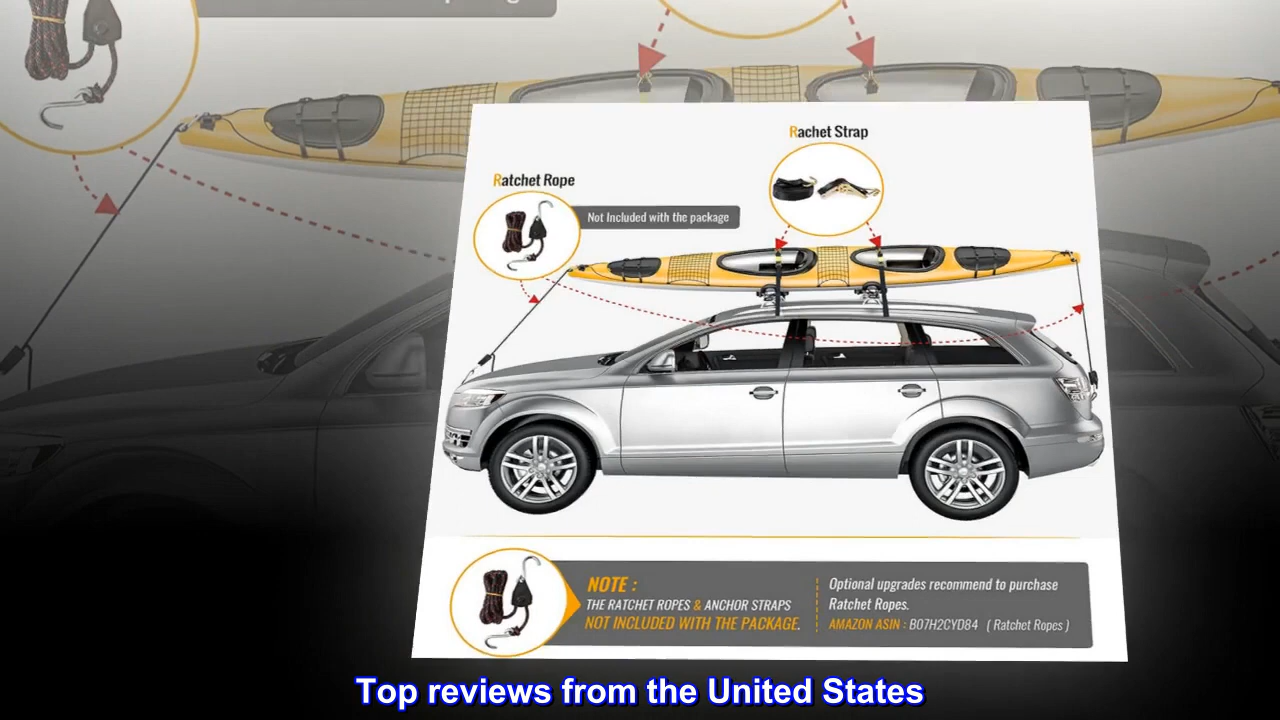 Rachet Strap
Ratchet Rope
Not Included with the package
NOTE :
THE RATCHET ROPES & ANCHOR STRAPS
NOT INCLUDED WITH THE PACKAGE.
Optional upgrades recommend to purchase
Ratchet Ropes.
AMAZON ASIN : B07H2CYD84 ( Ratchet Ropes )
Top reviews from the United States